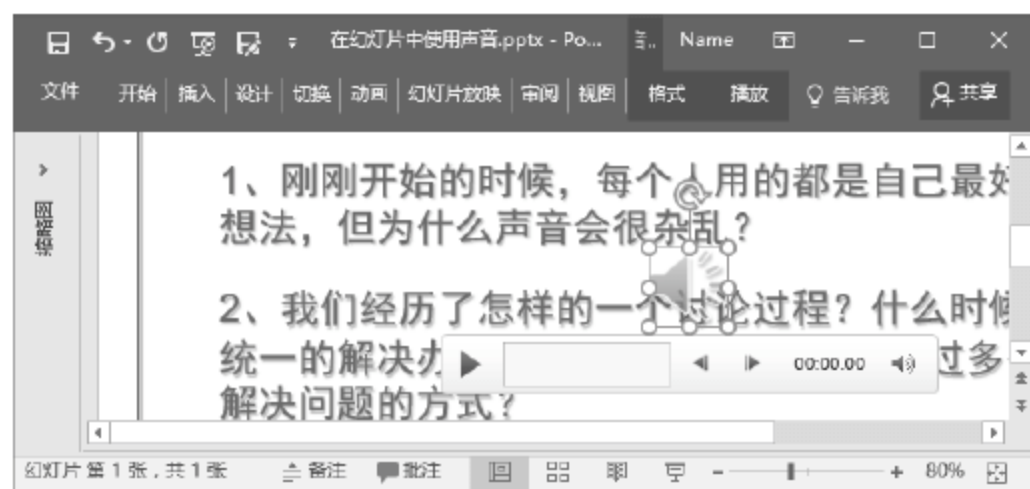 在幻灯片中使用声音.pptx - Po...
Name
文件 开始 插入 设计 切换 动画 幻灯片放映 审阅 视图 格式 播放 告诉我 共享
缩略图
1、刚刚开始的时候，每个人用的都是自己最好
想法，但为什么声音会很杂乱？
2、我们经历了怎样的一个讨论过程？什么时候
统一的解决办 过多
解决问题的方式？
00:00.00
幻灯片 第 1 张，共 1 张 备注 批注 80%